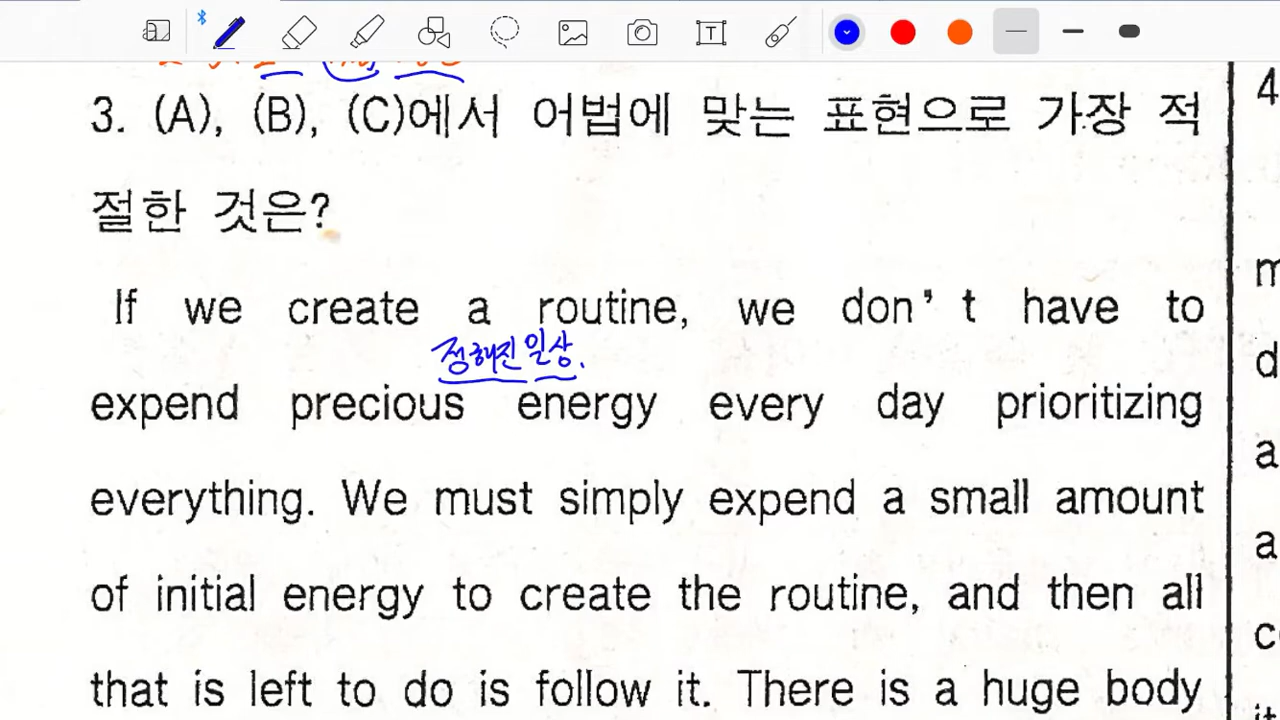 3. (A), (B), (C)에서 어법에 맞는 표현으로 가장 적
절한 것은?
If we create a routine, we don't have to
정해진 일상.
expend precious energy every day prioritizing
everything. We must simply expend a small amount
of initial energy to create the routine, and then all
that is left to do is follow it. There is a huge body
4
m
d
a
a